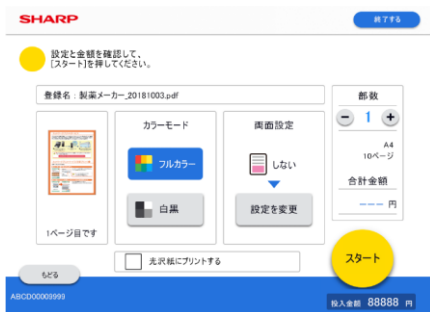 SHARP
終了する
設定と金額を確認して、
[スタート]を押してください。
登録名：製薬メーカー_20181003.pdf
部数
1
A4
10ページ
合計金額
--- 円
カラーモード
フルカラー
白黒
両面設定
しない
設定を変更
1ページ目です
光沢紙にプリントする
スタート
もどる
ABCD00009999
投入金額 88888 円